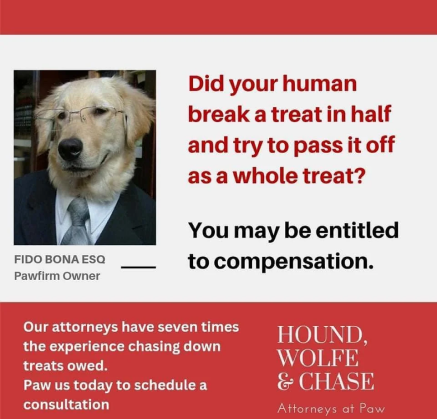 Did your human
break a treat in half
and try to pass it off
as a whole treat?
You may be entitled
to compensation.
FIDO BONA ESQ
Pawfirm Owner
Our attorneys have seven times
the experience chasing down
treats owed.
Paw us today to schedule a
consultation
HOUND,
WOLFE
& CHASE
Attorneys at Paw